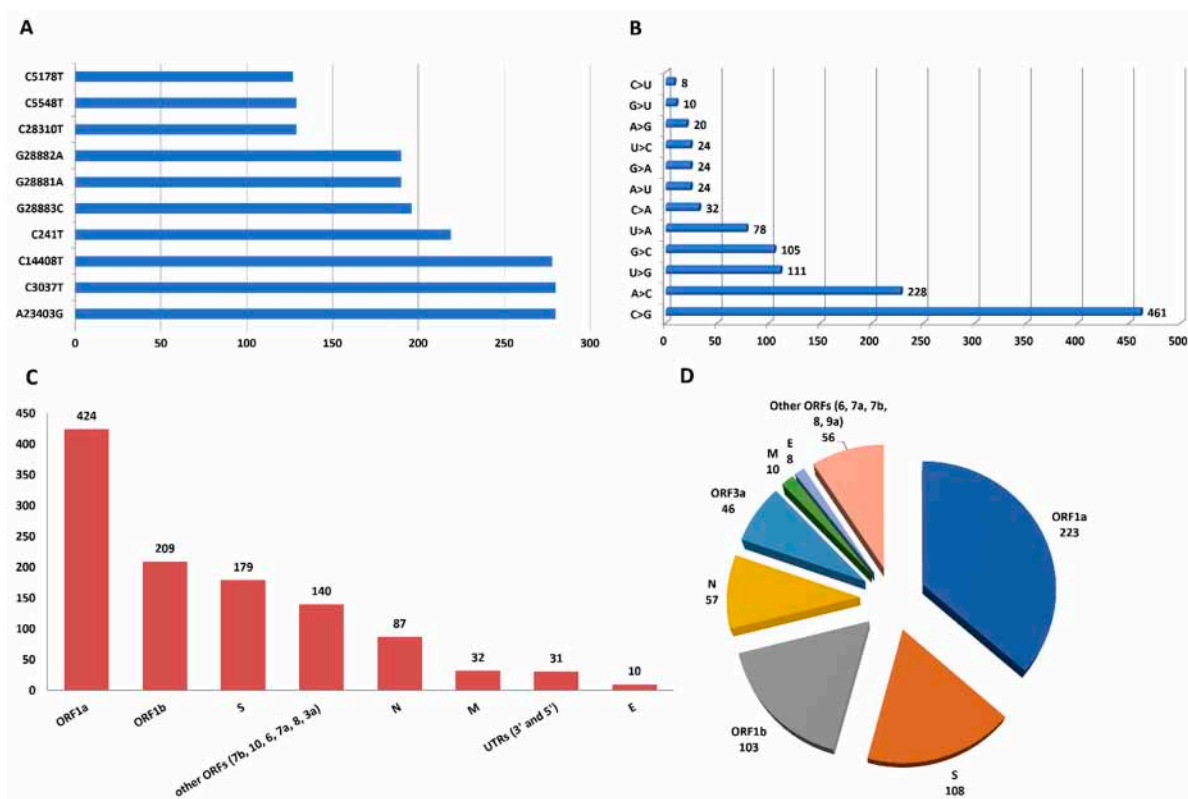 A
C5178T
C5548T
C28310T
G28882A
G28881A
G28883C
C241T
C14408T
C3037T
A23403G
0 50 100 150 200 250 300
B
C>U 8
G>U 10
A>G 20
U>C 24
G>A 24
A>U 24
C>A 32
U>A 78
G>C 105
U>G 111
A>C 228
C>G 461
0 50 100 150 200 250 300 350 400 450 500
C
450
400
350
300
250
200
150
100
50
0
424
209
179
140
87
32
31
10
ORF1a
ORF1b
S
other ORFs (7b, 10, 6, 7a, 8, 3a)
N
M
UTRs (3' and 5')
E
D
Other ORFs (6, 7a, 7b,
8, 9a)
56
E
8
M
10
ORF3a
46
N
57
ORF1b
103
S
108
ORF1a
223